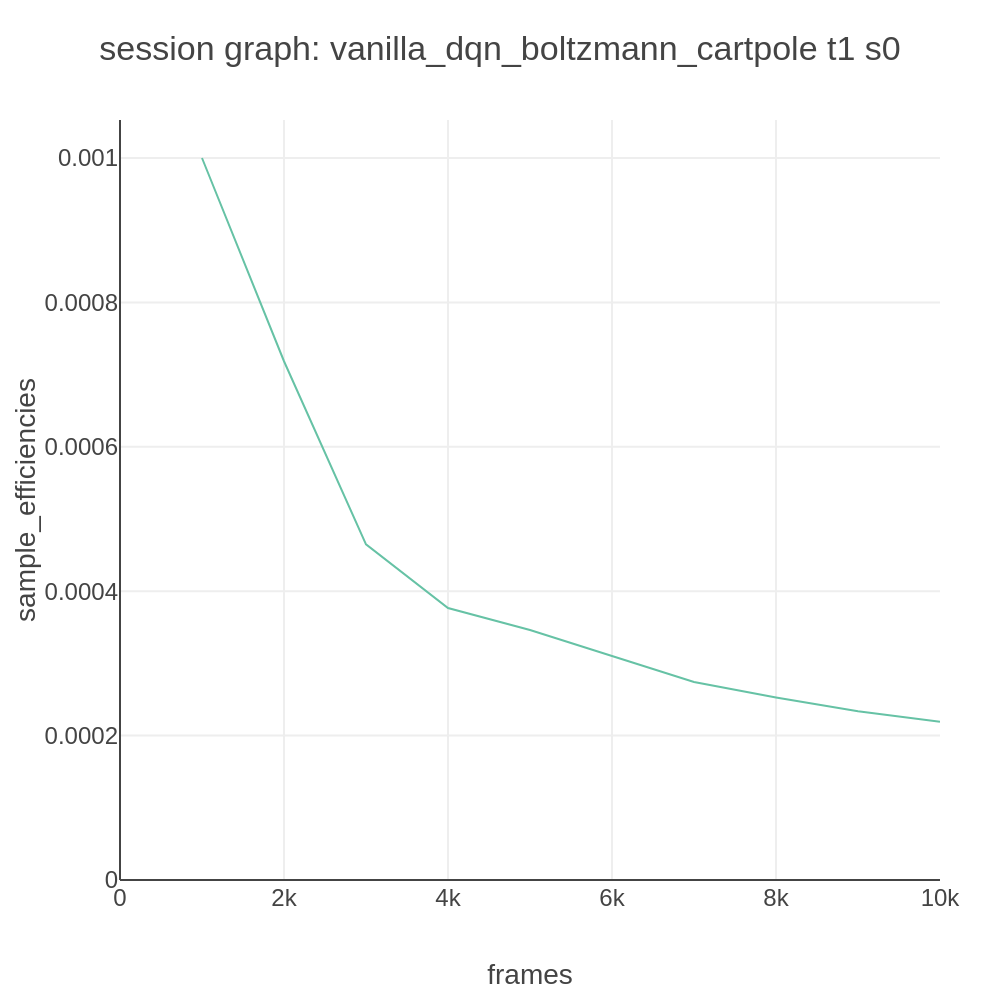 session graph: vanilla_dqn_boltzmann_cartpole t1 s0
sample_efficiencies
0.001
0.0008
0.0006
0.0004
0.0002
0
0 2k 4k 6k 8k 10k
frames